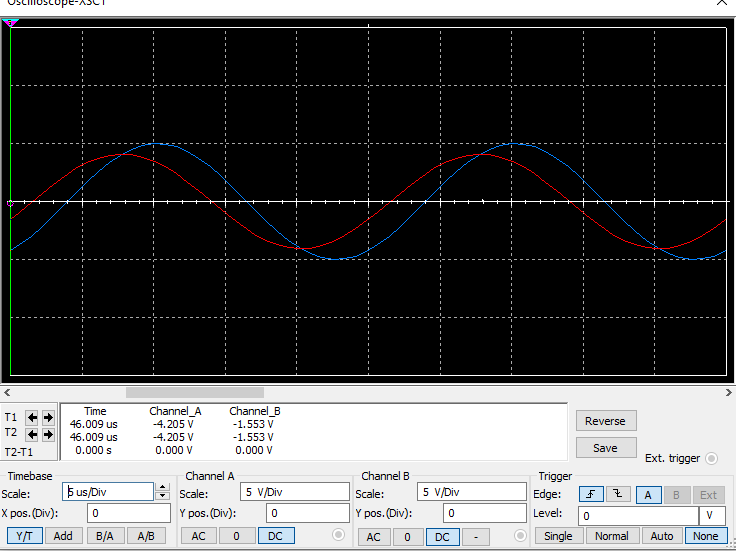 Oscilloscope-XSC1
T1
T2
T2-T1
Time Channel_A Channel_B
46.009 us -4.205 V -1.553 V
46.009 us -4.205 V -1.553 V
0.000 s 0.000 V 0.000 V
Reverse
Save
Ext. trigger
Timebase
Scale: 5 us/Div
X pos.(Div): 0
Y/T Add B/A A/B
Channel A
Scale: 5 V/Div
Y pos.(Div): 0
AC 0 DC
Channel B
Scale: 5 V/Div
Y pos.(Div): 0
AC 0 DC -
Trigger
Edge: A B Ext
Level: 0 V
Single Normal Auto None